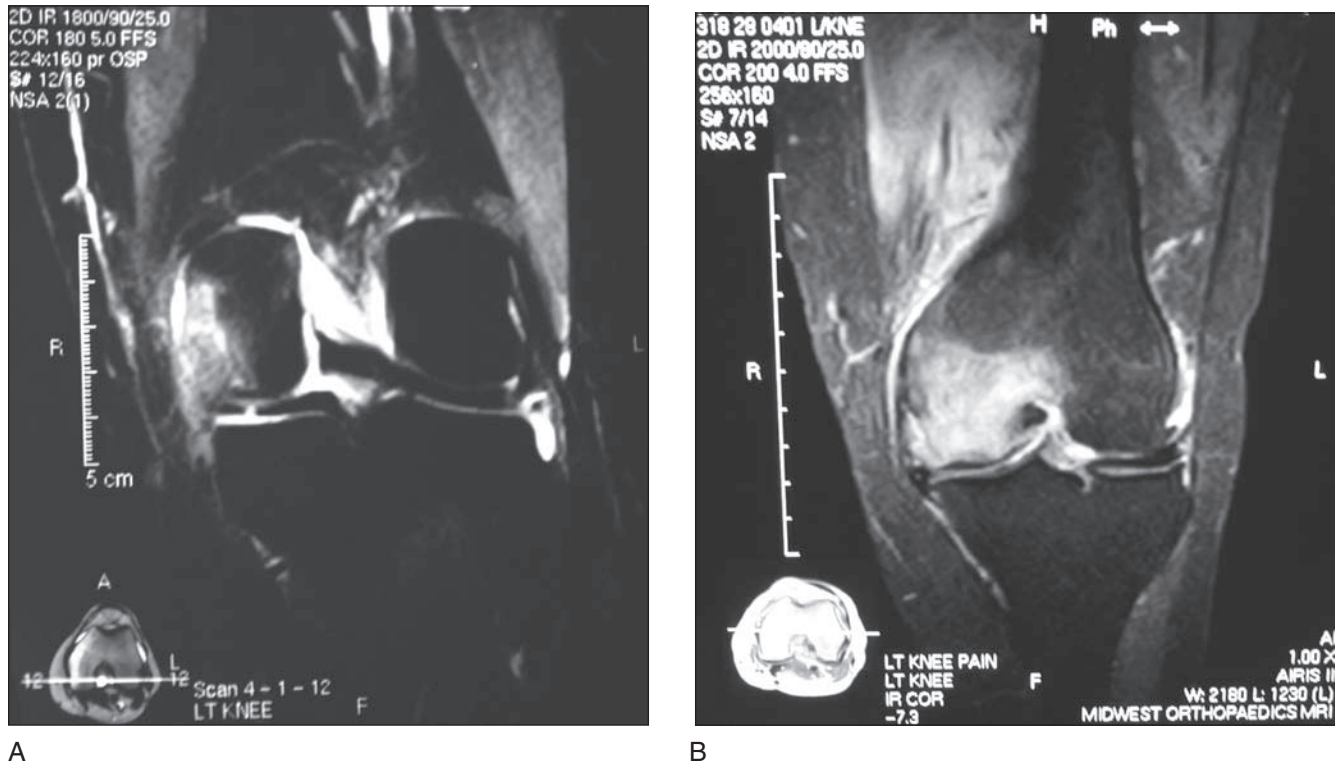 2D IR 1800/90/25.0
COR 180 5.0 FFS
224x160 pr OSP
S# 12/16
NSA 2(1)
R
L
5 cm
A
L
12
12
Scan 4 - 1 - 12
LT KNEE
F
A
318 28 0401 L/KNE
2D IR 2000/80/25.0
COR 200 4.0 FFS
256x160
S# 7/14
NSA 2
H
Ph
R
L
LT KNEE PAIN
LT KNEE
IR COR
-7.3
F
1.00 X
AIRIS II
W: 2180 L: 1230 (L)
MIDWEST ORTHOPAEDICS MRI
B